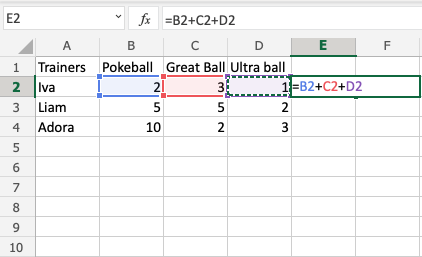 E2 fx =B2+C2+D2
A B C D E F
1 Trainers Pokeball Great Ball Ultra ball
2 Iva 2 3 1 =B2+C2+D2
3 Liam 5 5 2
4 Adora 10 2 3
5
6
7
8
9
10